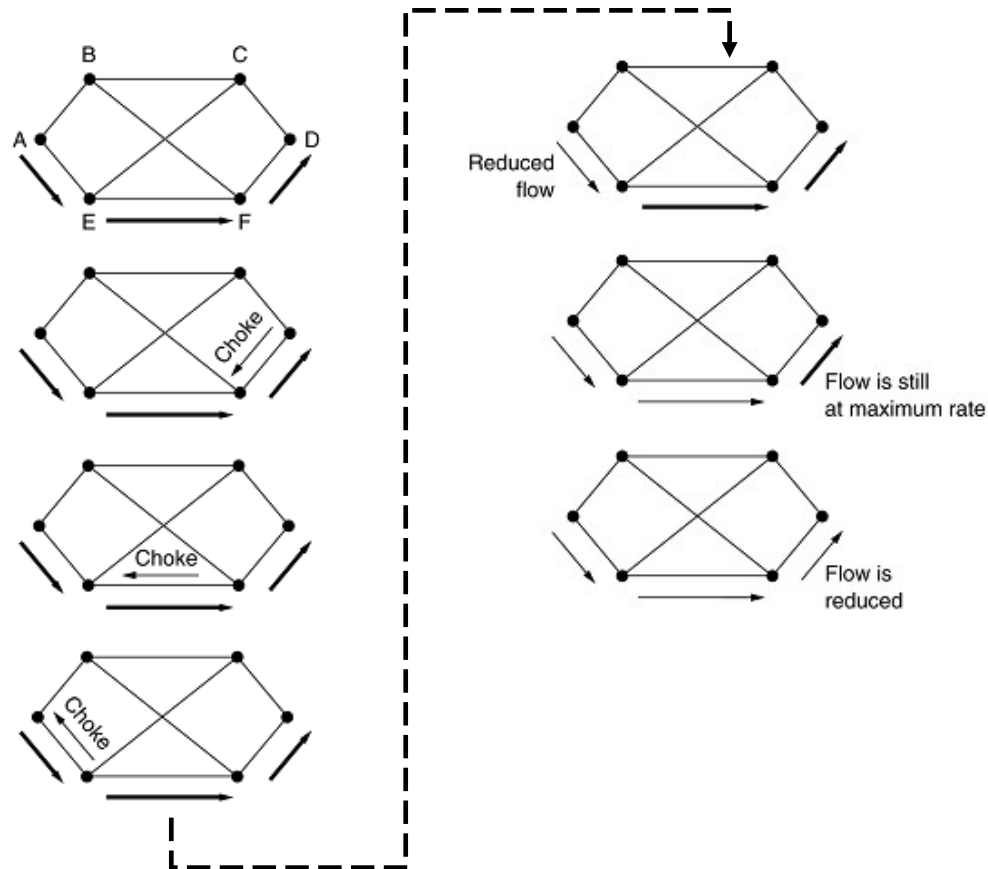 B C
A D
E F
Choke
Choke
Choke
Reduced
flow
Flow is still
at maximum rate
Flow is
reduced